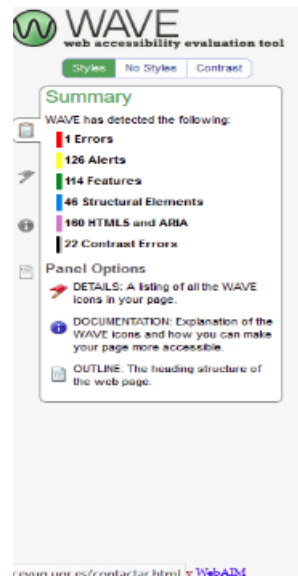 WAVE
web accessibility evaluation tool
Styles No Styles Contrast
Summary
WAVE has detected the following:
1 Errors
126 Alerts
114 Features
46 Structural Elements
160 HTML5 and ARIA
22 Contrast Errors
Panel Options
DETAILS: A listing of all the WAVE
icons in your page.
DOCUMENTATION: Explanation of the
WAVE icons and how you can make
your page more accessible.
OUTLINE: The heading structure of
the web page.
WebAIM